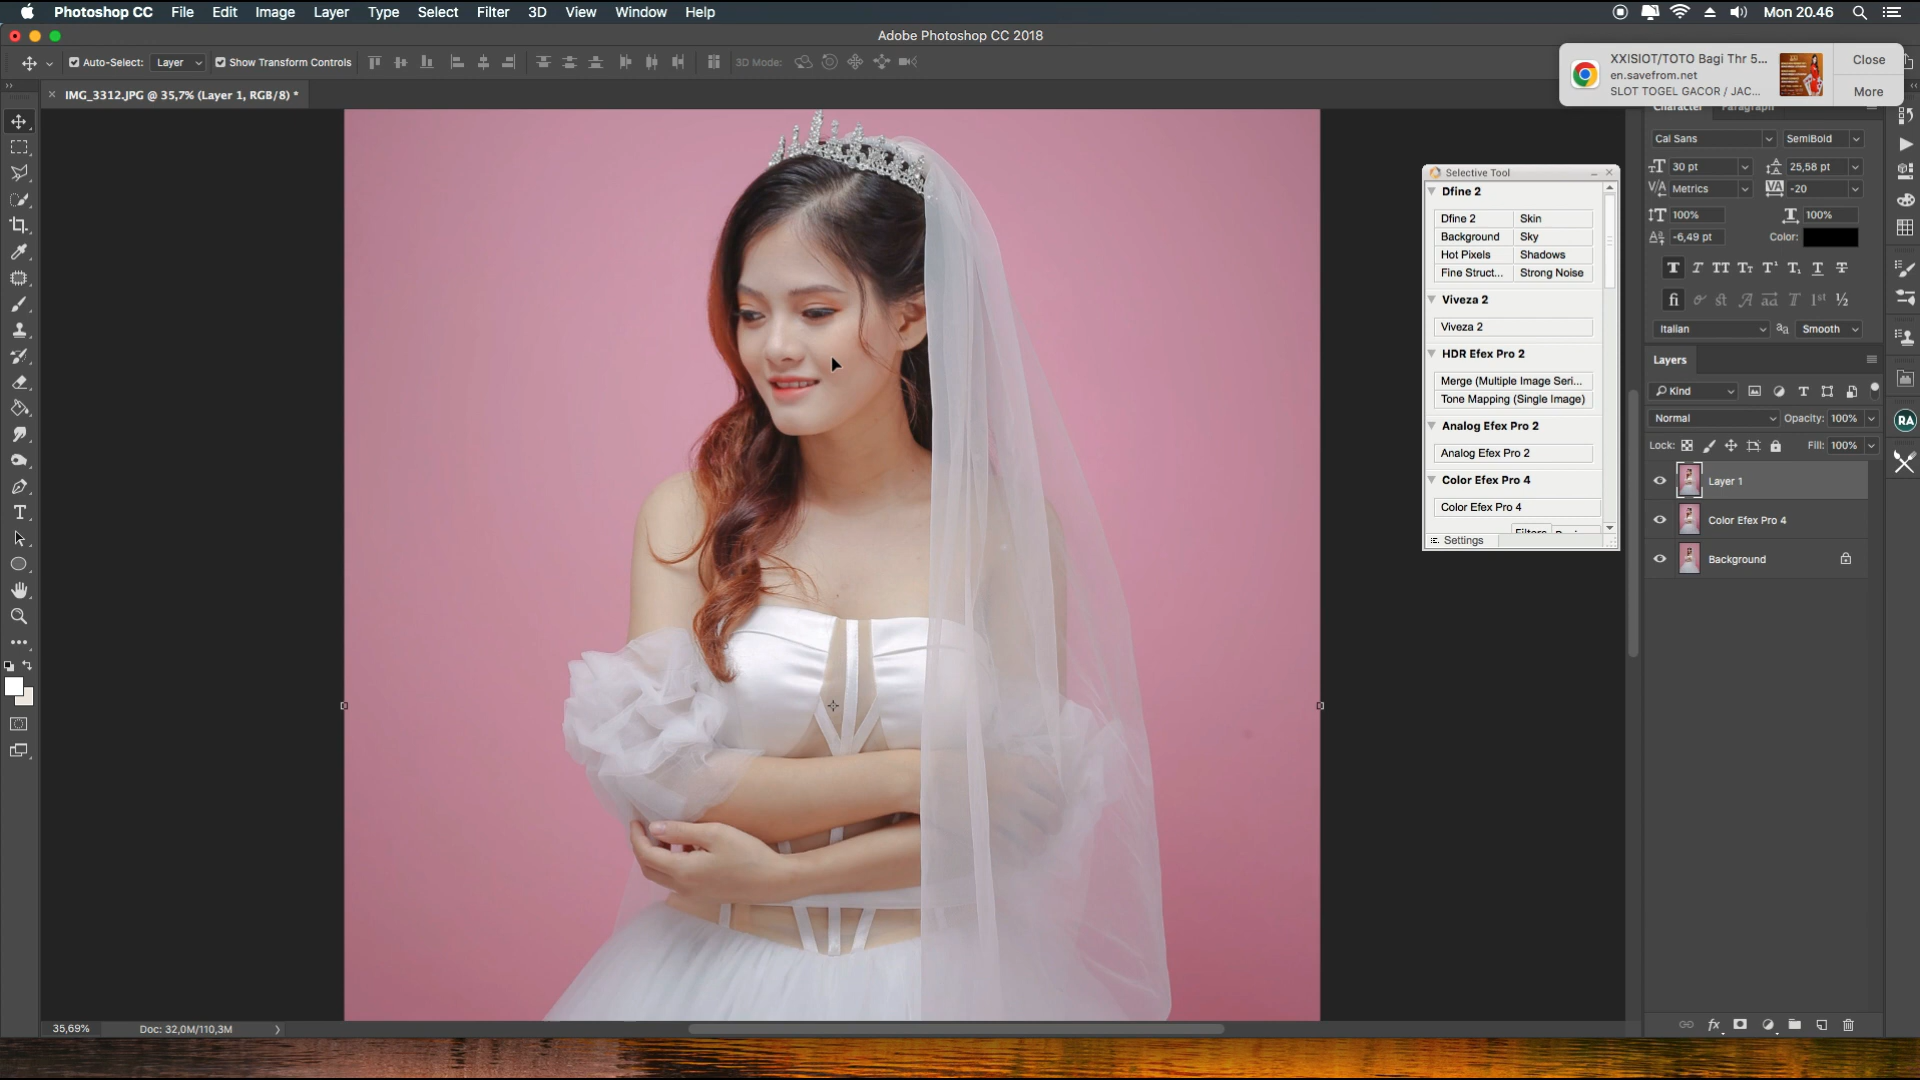 Photoshop CC File Edit Image Layer Type Select Filter 3D View Window Help Mon 20.46
Adobe Photoshop CC 2018
Auto-Select: Layer Show Transform Controls 3D Mode:
XXISIOT/TOTO Bagi Thr 5...
en.savefrom.net
SLOT TOGEL GACOR / JAC...
Close
More
IMG_3312.JPG @ 35,7% (Layer 1, RGB/8) *
Selective Tool
Dfine 2
Dfine 2 Skin
Background Sky
Hot Pixels Shadows
Fine Struct... Strong Noise
Viveza 2
Viveza 2
HDR Efex Pro 2
Merge (Multiple Image Seri...
Tone Mapping (Single Image)
Analog Efex Pro 2
Analog Efex Pro 2
Color Efex Pro 4
Color Efex Pro 4
Settings
Character Paragraph
Cal Sans SemiBold
30 pt 25,58 pt
Metrics -20
100% 100%
-6,49 pt Color:
Italian Smooth
Layers
Kind
Normal Opacity: 100%
Lock: Fill: 100%
Layer 1
Color Efex Pro 4
Background
RA
fx
35,69% Doc: 32,0M/110,3M